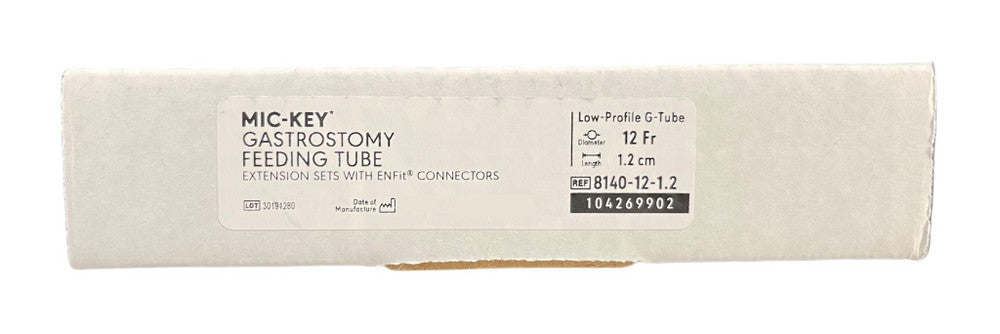 MIC-KEY*
GASTROSTOMY
FEEDING TUBE
EXTENSION SETS WITH ENFit® CONNECTORS
LOT 30194280
Date of
Manufacture
Low-Profile G-Tube
Diameter 12 Fr
Length 1.2 cm
REF 8140-12-1.2
104269902